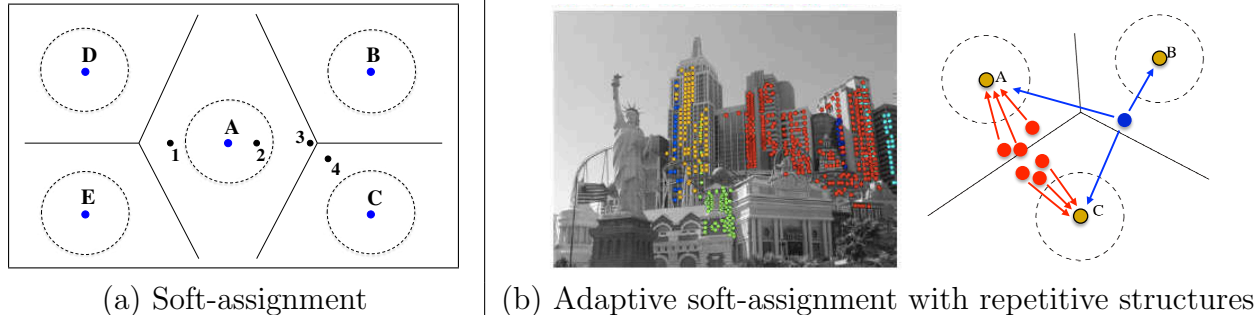 D
B
A
1
2
3
4
E
C
A
B
C
(a) Soft-assignment
(b) Adaptive soft-assignment with repetitive structures